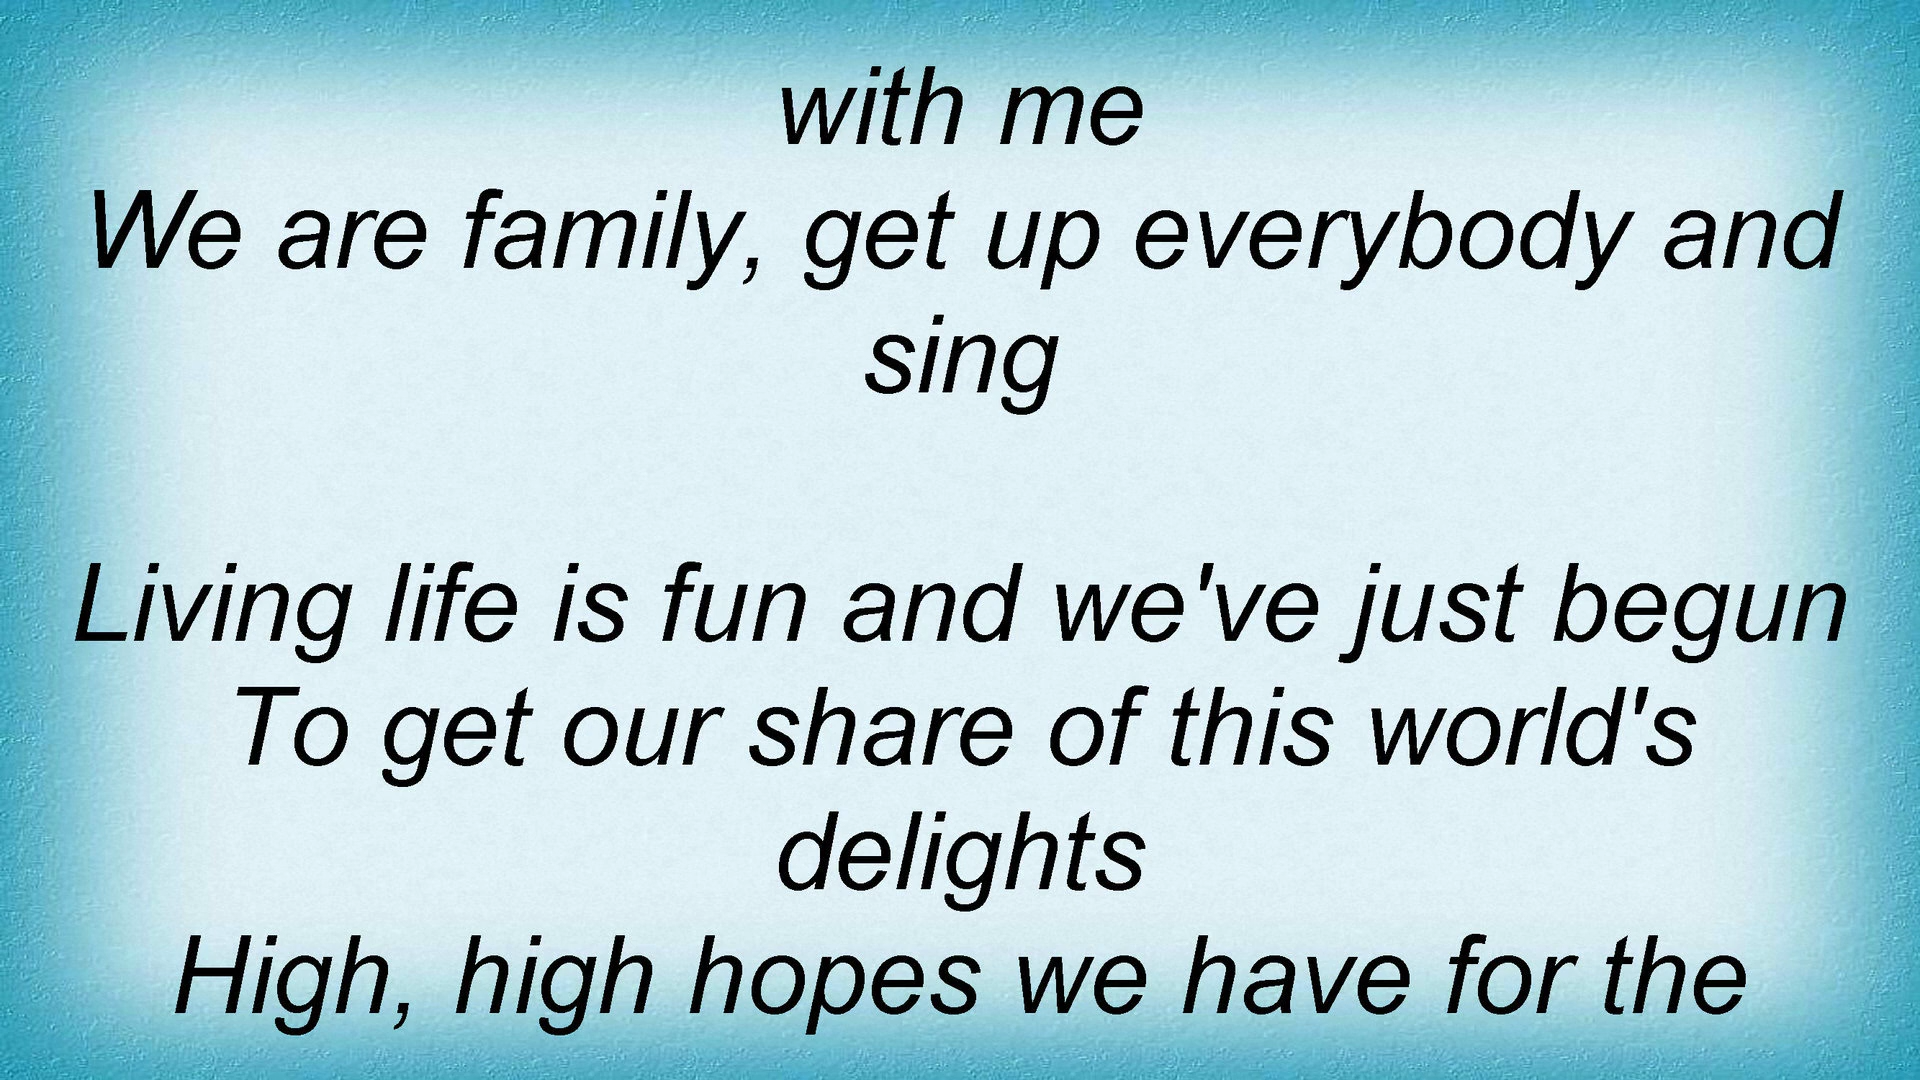 with me
We are family, get up everybody and
sing
Living life is fun and we've just begun
To get our share of this world's
delights
High, high hopes we have for the